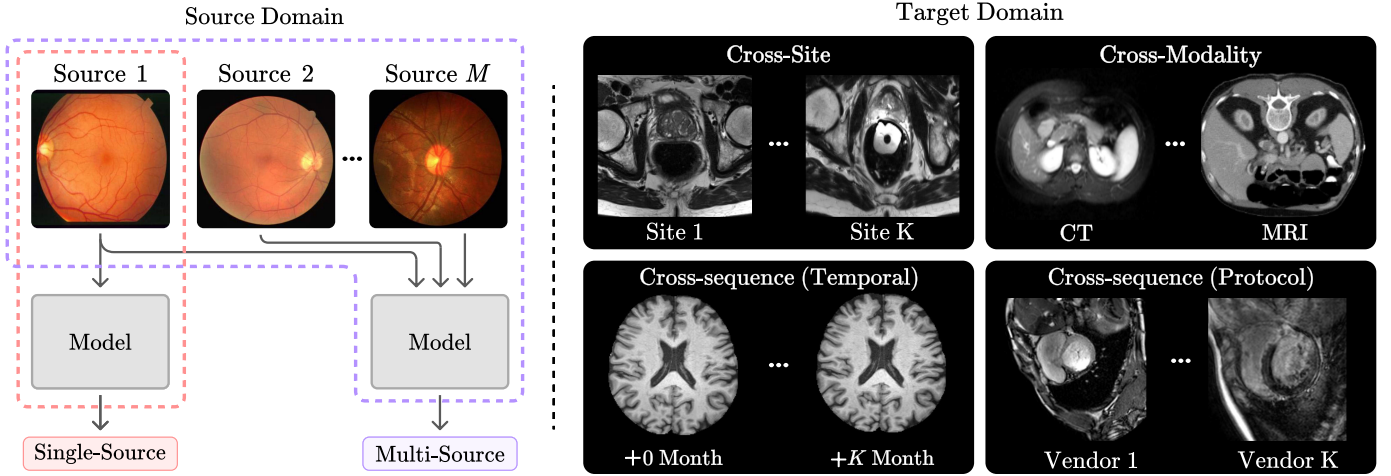 Source Domain
Source 1
Source 2
Source M
...
Model
Model
Single-Source
Multi-Source
Target Domain
Cross-Site
...
Site 1
Site K
Cross-Modality
...
CT
MRI
Cross-sequence (Temporal)
...
+0 Month
+K Month
Cross-sequence (Protocol)
...
Vendor 1
Vendor K